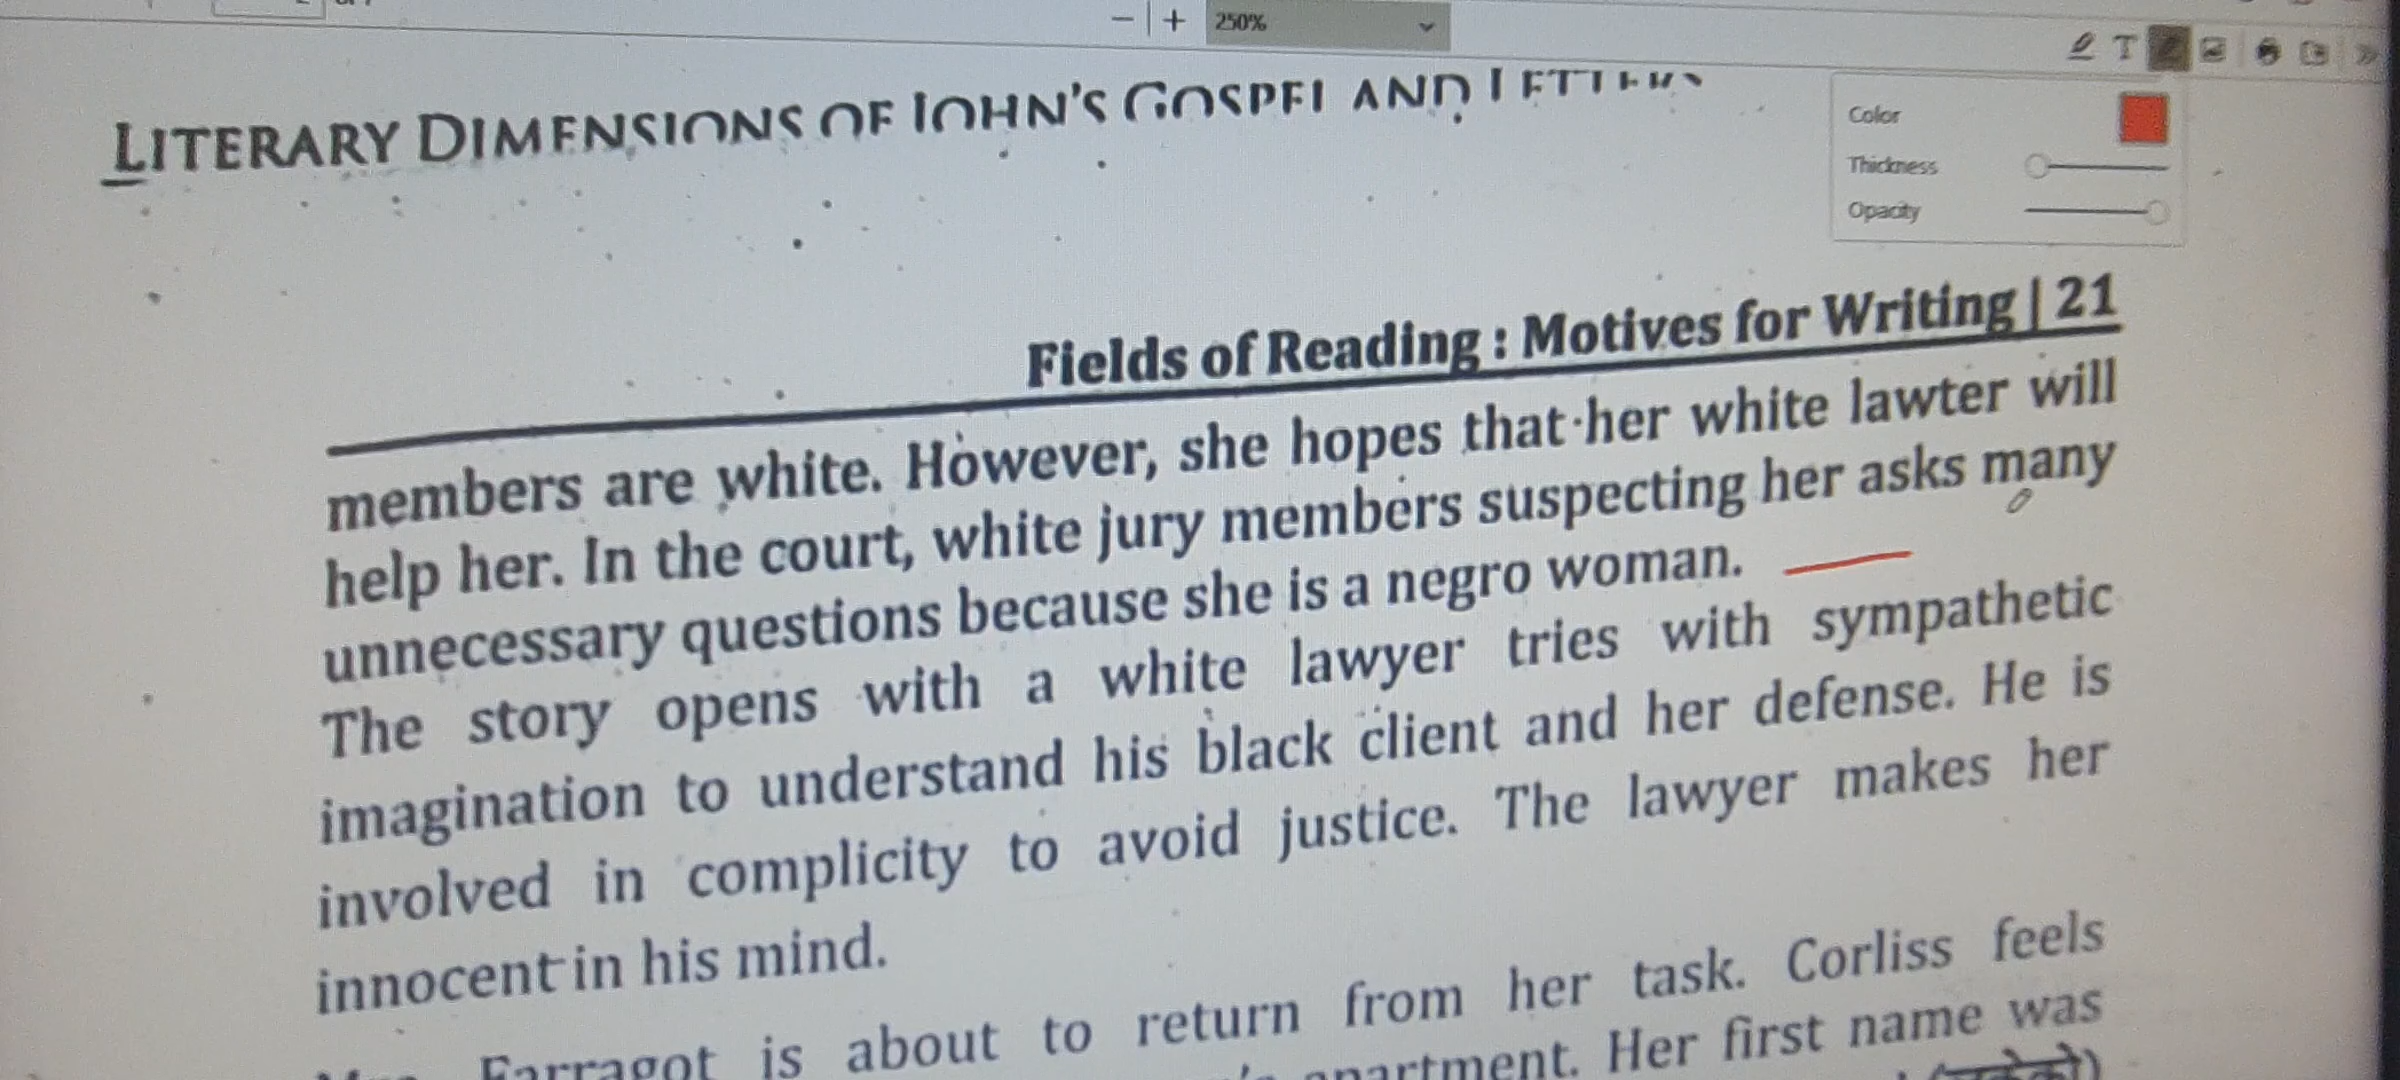 250%
T
LITERARY DIMENSIONS OF JOHN'S GOSPEL AND LETTERS
Color
Thickness
Opacity
Fields of Reading : Motives for Writing | 21
members are white. However, she hopes that her white lawter will
help her. In the court, white jury members suspecting her asks many
unnecessary questions because she is a negro woman.
The story opens with a white lawyer tries with sympathetic
imagination to understand his black client and her defense. He is
involved in complicity to avoid justice. The lawyer makes her
innocent in his mind.
Mrs. Farragot is about to return from her task. Corliss feels
apartment. Her first name was